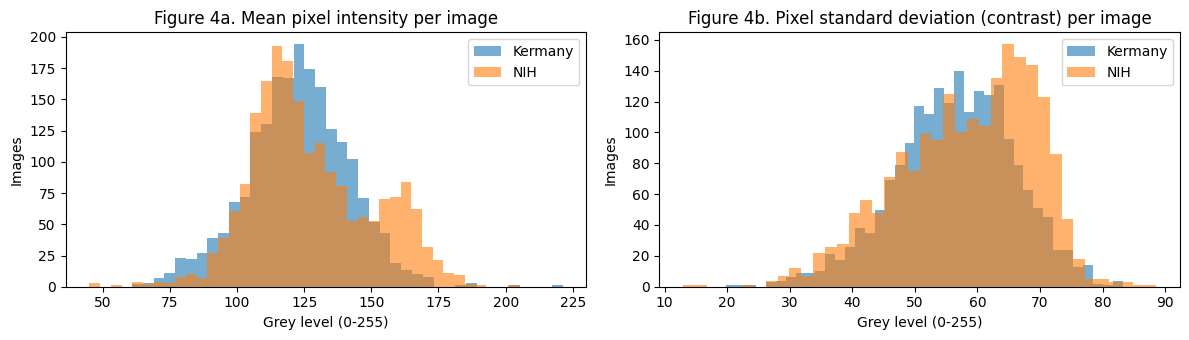 Figure 4a. Mean pixel intensity per image
200
175
150
125
100
75
50
25
0
Images
Kermany
NIH
50 75 100 125 150 175 200 225
Grey level (0-255)
Figure 4b. Pixel standard deviation (contrast) per image
160
140
120
100
80
60
40
20
0
Images
Kermany
NIH
10 20 30 40 50 60 70 80 90
Grey level (0-255)